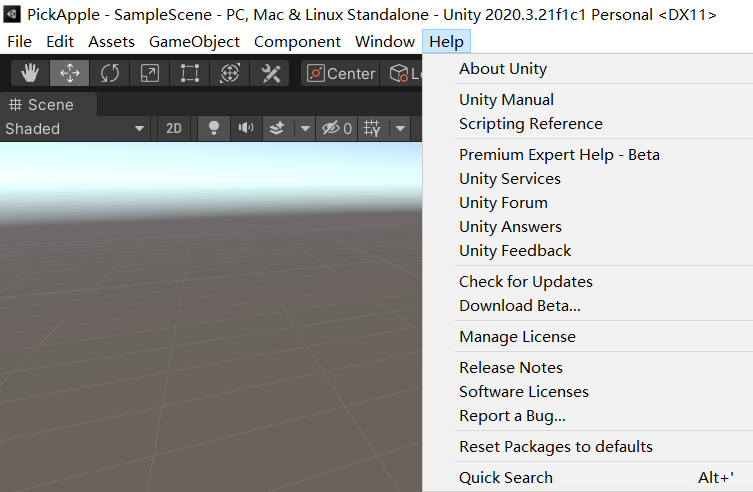 PickApple - SampleScene - PC, Mac & Linux Standalone - Unity 2020.3.21f1c1 Personal <DX11>
File Edit Assets GameObject Component Window Help
Center
Scene
Shaded 2D 0
About Unity
Unity Manual
Scripting Reference
Premium Expert Help - Beta
Unity Services
Unity Forum
Unity Answers
Unity Feedback
Check for Updates
Download Beta...
Manage License
Release Notes
Software Licenses
Report a Bug...
Reset Packages to defaults
Quick Search Alt+'